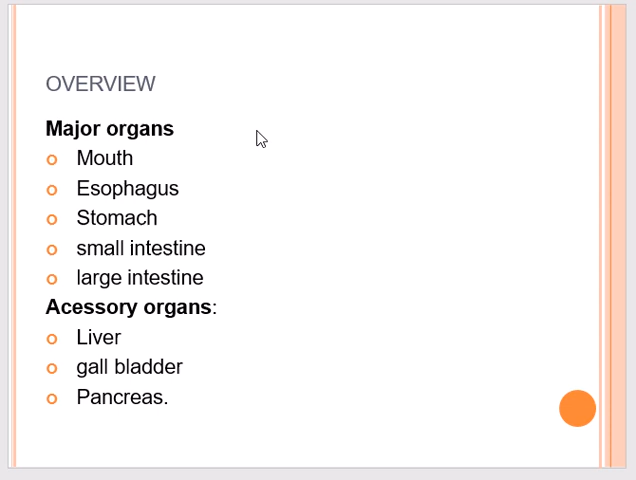 OVERVIEW
Major organs
Mouth
Esophagus
Stomach
small intestine
large intestine
Acessory organs:
Liver
gall bladder
Pancreas.